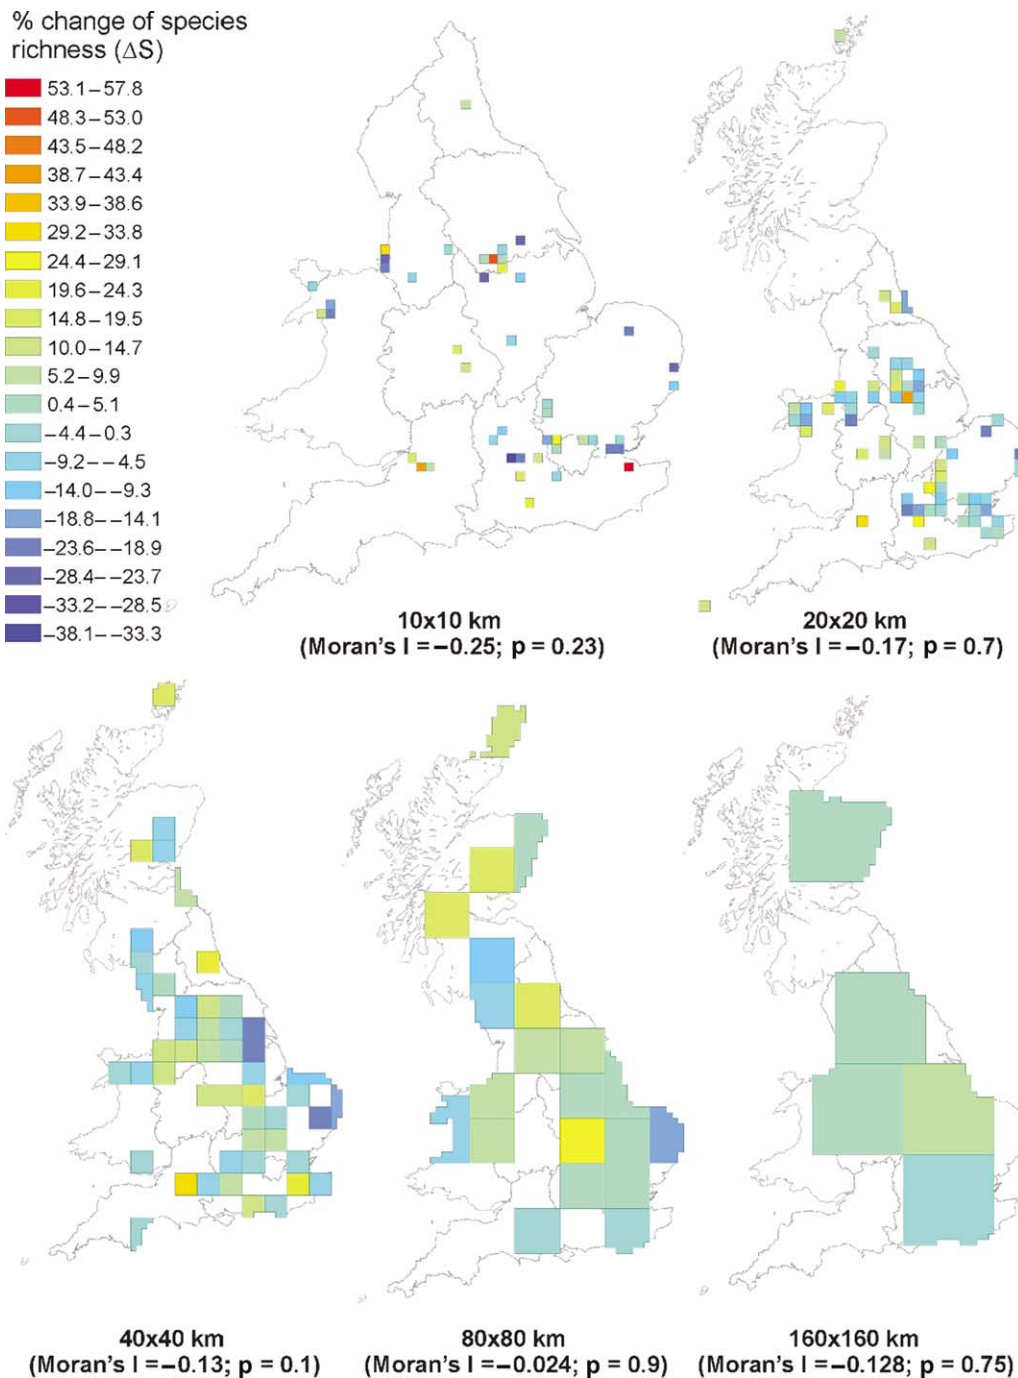 % change of species
richness (ΔS)
53.1 – 57.8
48.3 – 53.0
43.5 – 48.2
38.7 – 43.4
33.9 – 38.6
29.2 – 33.8
24.4 – 29.1
19.6 – 24.3
14.8 – 19.5
10.0 – 14.7
5.2 – 9.9
0.4 – 5.1
–4.4 – 0.3
–9.2 – –4.5
–14.0 – –9.3
–18.8 – –14.1
–23.6 – –18.9
–28.4 – –23.7
–33.2 – –28.5
–38.1 – –33.3
10x10 km
(Moran's I = –0.25; p = 0.23)
20x20 km
(Moran's I = –0.17; p = 0.7)
40x40 km
(Moran's I = –0.13; p = 0.1)
80x80 km
(Moran's I = –0.024; p = 0.9)
160x160 km
(Moran's I = –0.128; p = 0.75)